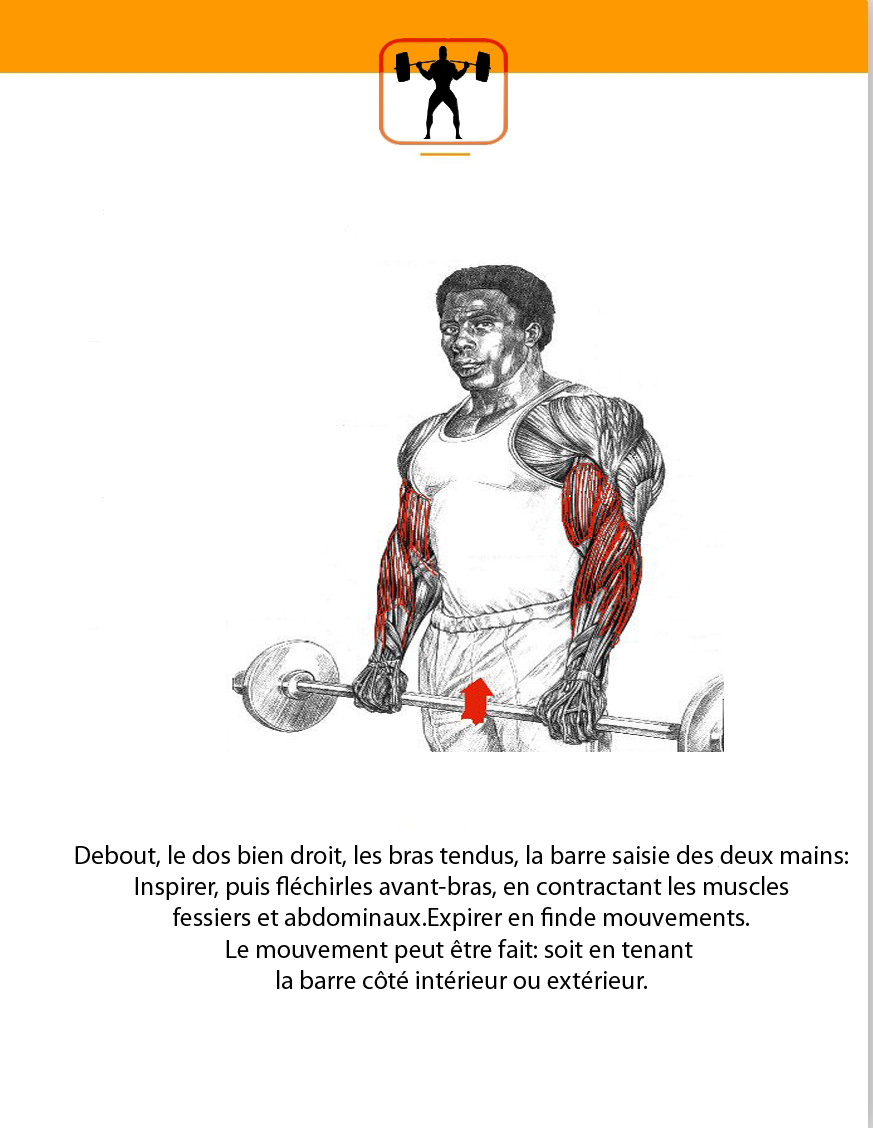 Debout, le dos bien droit, les bras tendus, la barre saisie des deux mains:
Inspirer, puis fléchirles avant-bras, en contractant les muscles
fessiers et abdominaux.Expirer en finde mouvements.
Le mouvement peut être fait: soit en tenant
la barre côté intérieur ou extérieur.